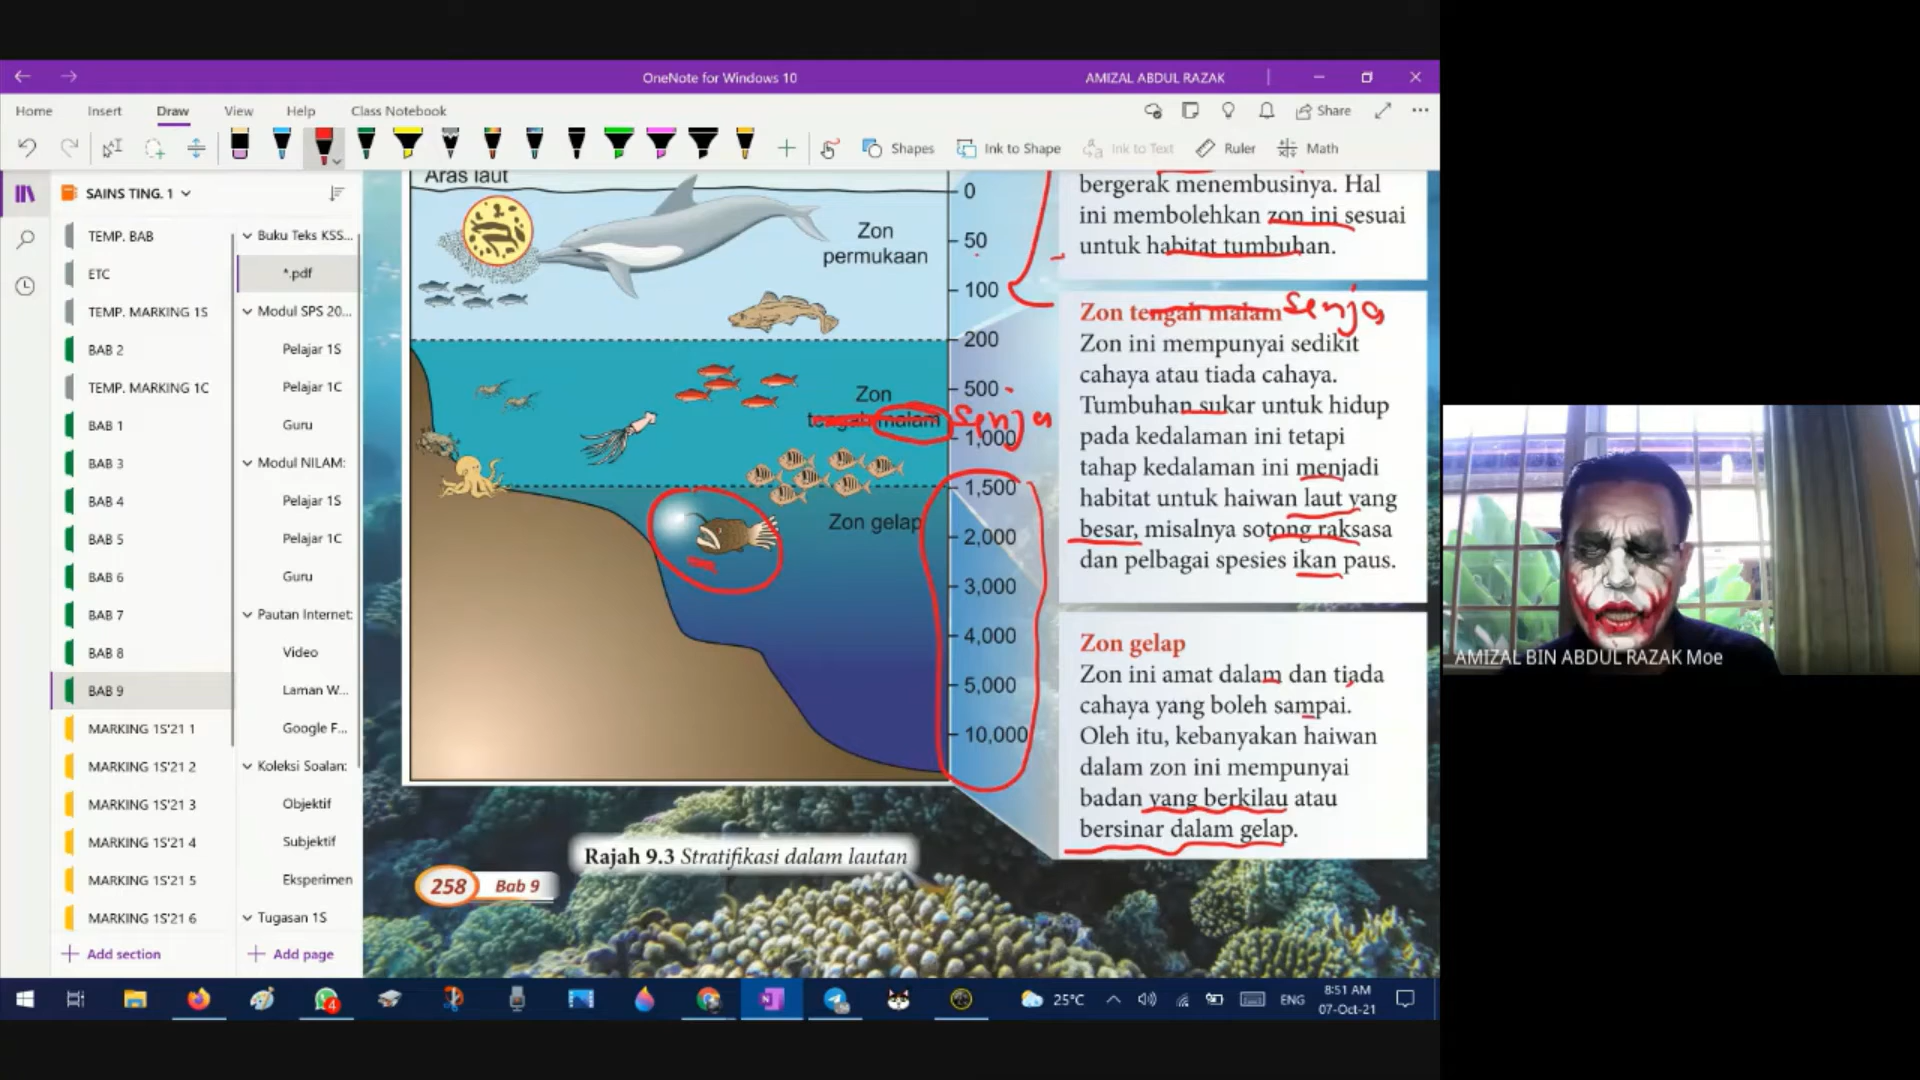 OneNote for Windows 10
AMIZAL ABDUL RAZAK
Home Insert Draw View Help Class Notebook
Share
Shapes
Ink to Shape
Ink to Text
Ruler
Math
SAINS TING. 1
TEMP. BAB
ETC
TEMP. MARKING 1S
BAB 2
TEMP. MARKING 1C
BAB 1
BAB 3
BAB 4
BAB 5
BAB 6
BAB 7
BAB 8
BAB 9
MARKING 1S'21 1
MARKING 1S'21 2
MARKING 1S'21 3
MARKING 1S'21 4
MARKING 1S'21 5
MARKING 1S'21 6
Add section
Buku Teks KSS...
*.pdf
Modul SPS 20...
Pelajar 1S
Pelajar 1C
Guru
Modul NILAM:
Pelajar 1S
Pelajar 1C
Guru
Pautan Internet:
Video
Laman W...
Google F...
Koleksi Soalan:
Objektif
Subjektif
Eksperimen
Tugasan 1S
Add page
Aras laut
Zon
permukaan
Zon
tengah malam senja
Zon gelap
0
50
100
200
500
1,000
1,500
2,000
3,000
4,000
5,000
10,000
bergerak menembusinya. Hal
ini membolehkan zon ini sesuai
untuk habitat tumbuhan.
Zon tengah malam senja
Zon ini mempunyai sedikit
cahaya atau tiada cahaya.
Tumbuhan sukar untuk hidup
pada kedalaman ini tetapi
tahap kedalaman ini menjadi
habitat untuk haiwan laut yang
besar, misalnya sotong raksasa
dan pelbagai spesies ikan paus.
Zon gelap
Zon ini amat dalam dan tiada
cahaya yang boleh sampai.
Oleh itu, kebanyakan haiwan
dalam zon ini mempunyai
badan yang berkilau atau
bersinar dalam gelap.
Rajah 9.3 Stratifikasi dalam lautan
258 Bab 9
AMIZAL BIN ABDUL RAZAK Moe
4
25°C
ENG
8:51 AM
07-Oct-21